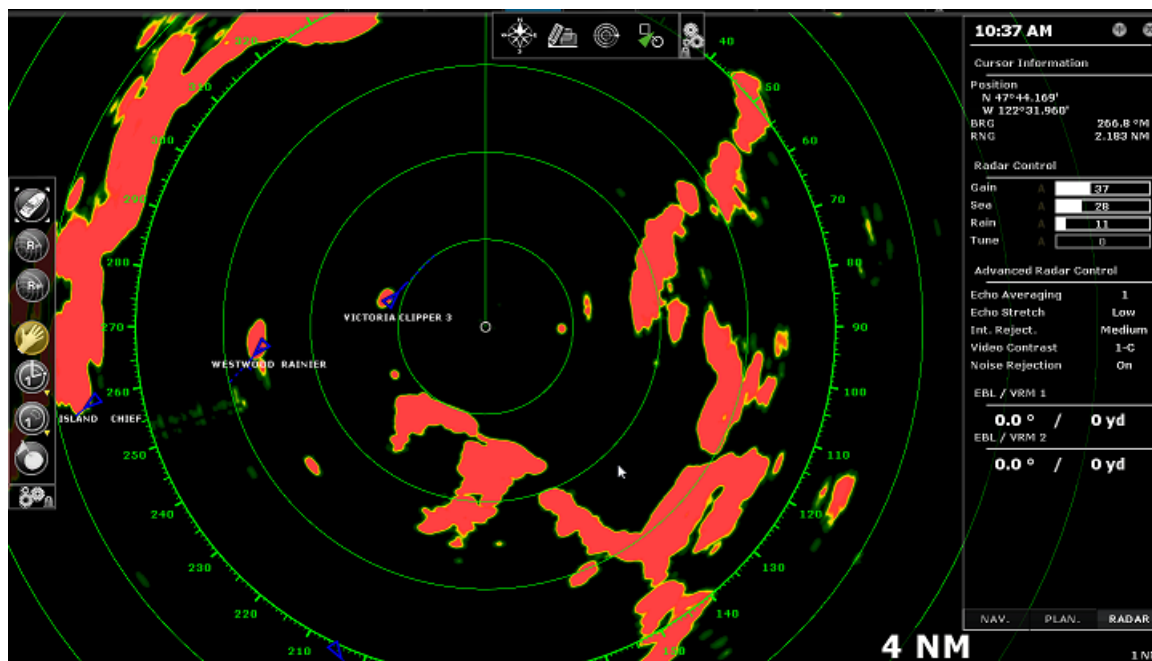 10:37 AM
Cursor Information
Position
N 47°44.169'
W 122°31.960'
BRG 266.8 °M
RNG 2.183 NM
Radar Control
Gain A 37
Sea A 28
Rain A 11
Tune A 0
Advanced Radar Control
Echo Averaging 1
Echo Stretch Low
Int. Reject. Medium
Video Contrast 1-C
Noise Rejection On
EBL / VRM 1
0.0 ° / 0 yd
EBL / VRM 2
0.0 ° / 0 yd
NAV. PLAN. RADAR
4 NM
320
310
300
290
280
270
260
250
240
230
220
210
40
50
60
70
80
90
100
110
120
130
140
150
VICTORIA CLIPPER 3
WESTWOOD RAINIER
ISLAND CHIEF